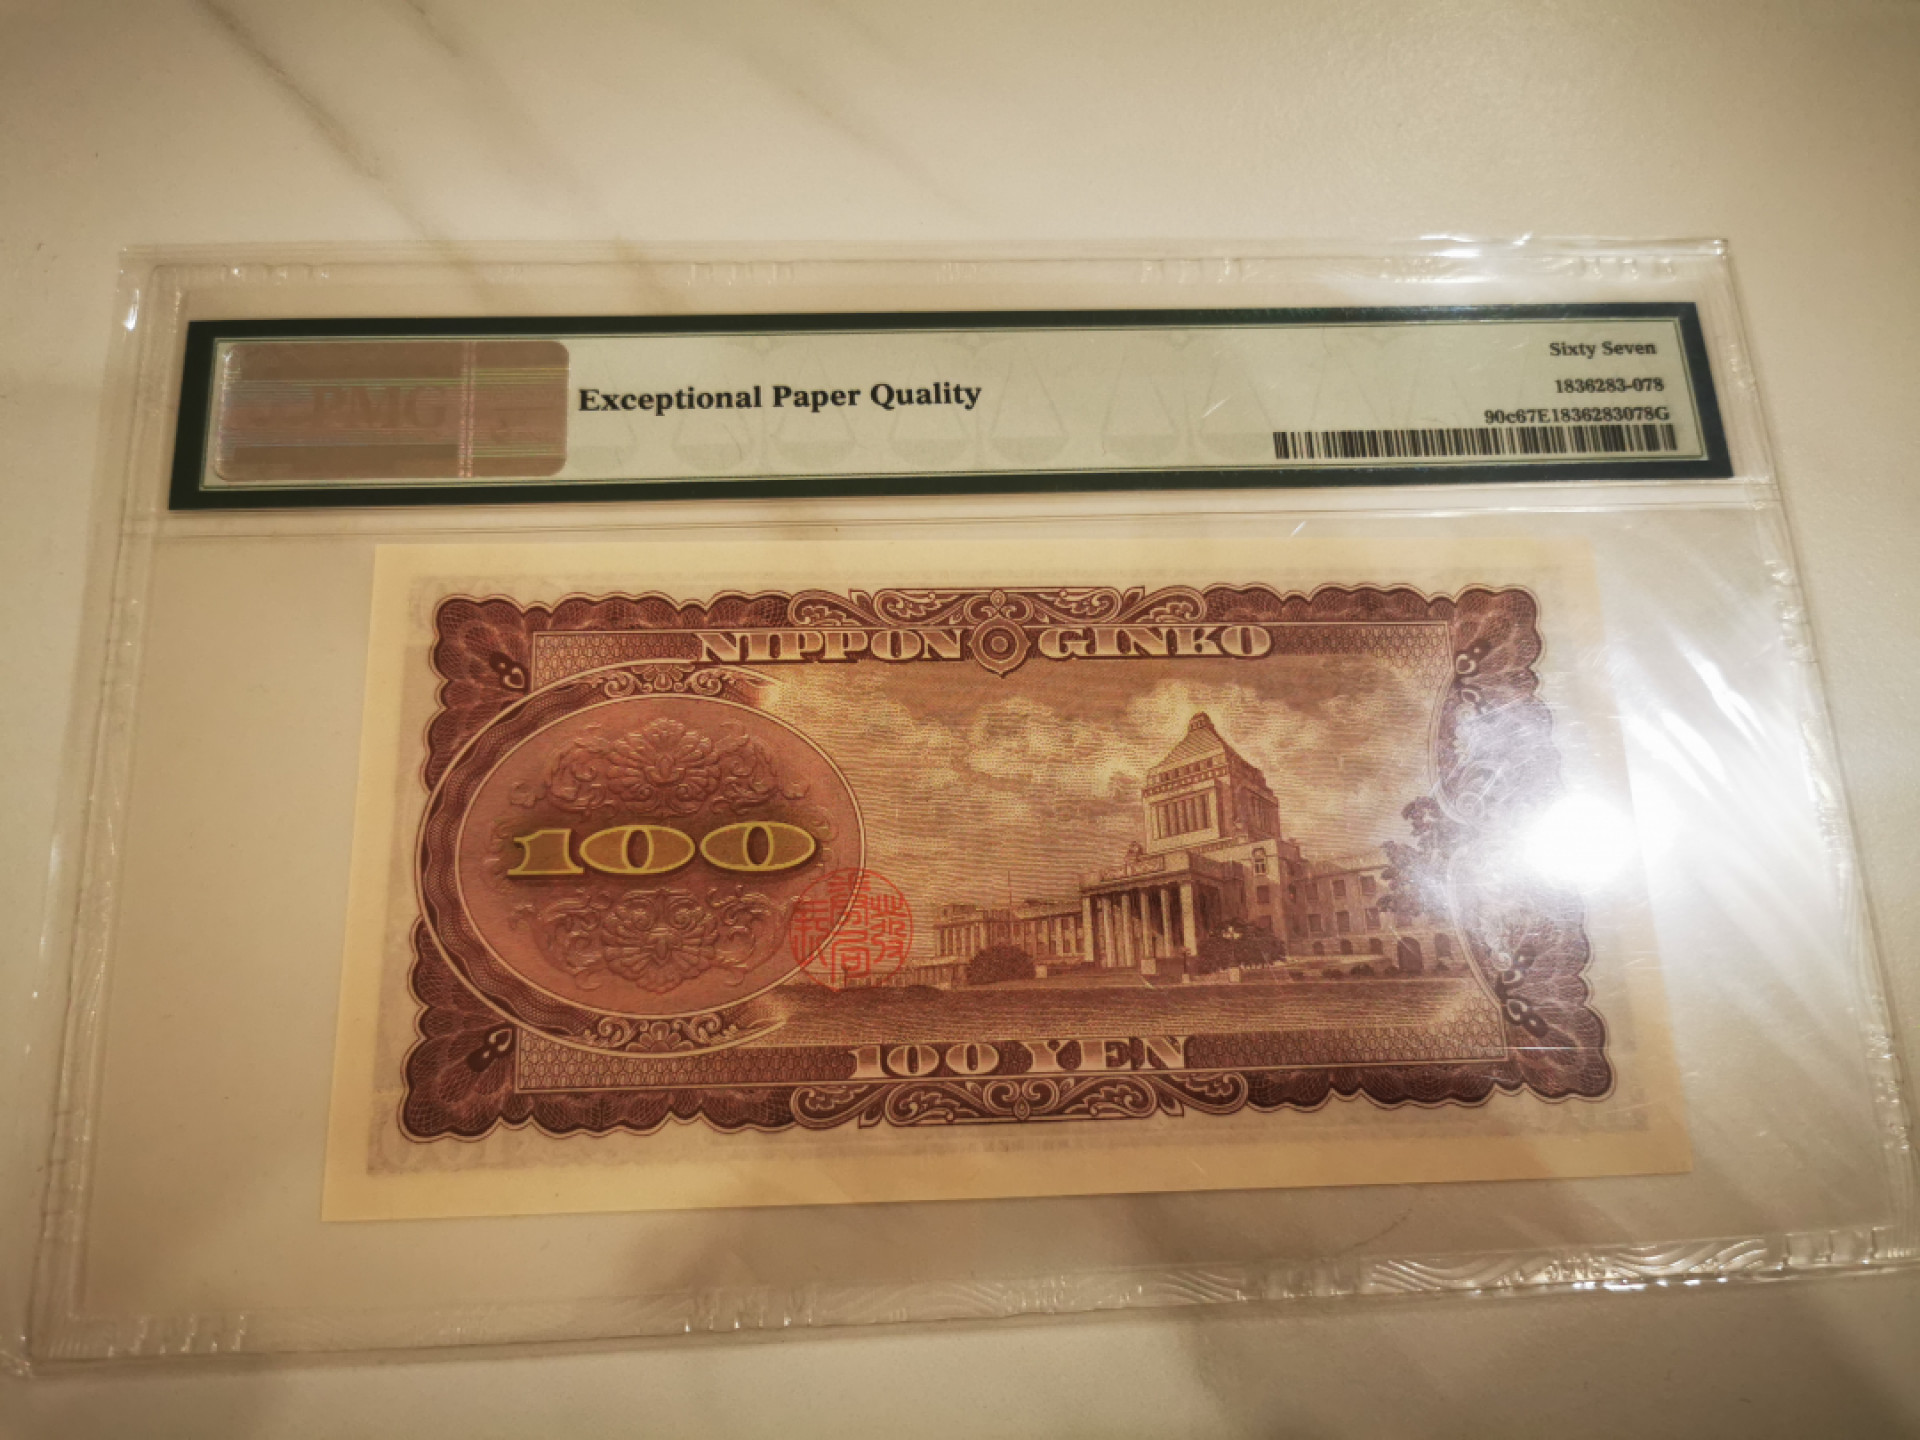 PMG
Exceptional Paper Quality
Sixty Seven
1836283-078
90c67E1836283078G
NIPPON GINKO
100
100 YEN